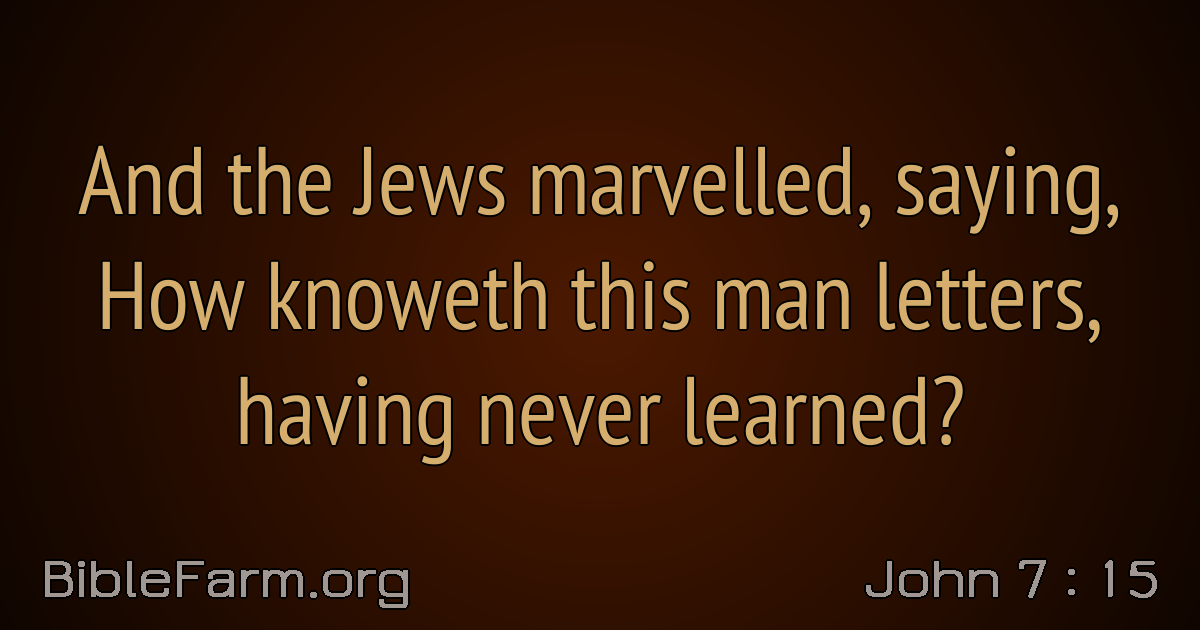 And the Jews marvelled, saying,
How knoweth this man letters,
having never learned?
BibleFarm.org
John 7 : 15